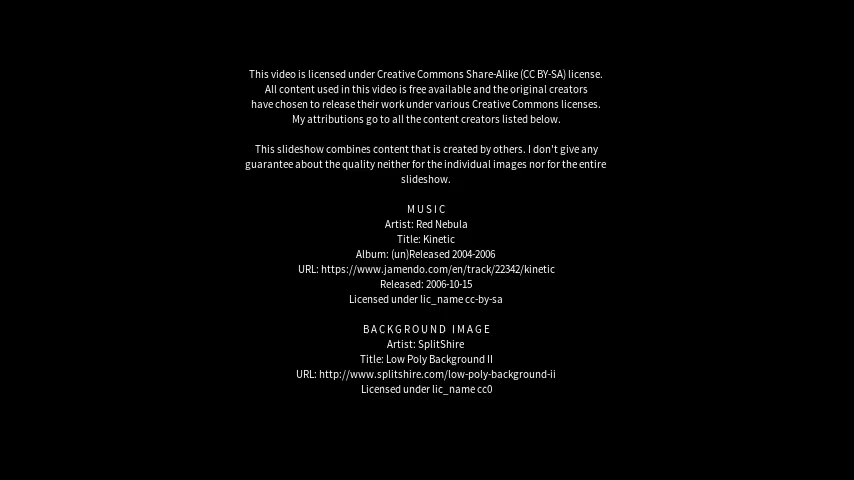 This video is licensed under Creative Commons Share-Alike (CC BY-SA) license.
All content used in this video is free available and the original creators
have chosen to release their work under various Creative Commons licenses.
My attributions go to all the content creators listed below.
This slideshow combines content that is created by others. I don't give any
guarantee about the quality neither for the individual images nor for the entire
slideshow.
MUSIC
Artist: Red Nebula
Title: Kinetic
Album: (un)Released 2004-2006
URL: https://www.jamendo.com/en/track/22342/kinetic
Released: 2006-10-15
Licensed under lic_name cc-by-sa
BACKGROUND IMAGE
Artist: SplitShire
Title: Low Poly Background II
URL: http://www.splitshire.com/low-poly-background-ii
Licensed under lic_name cc0